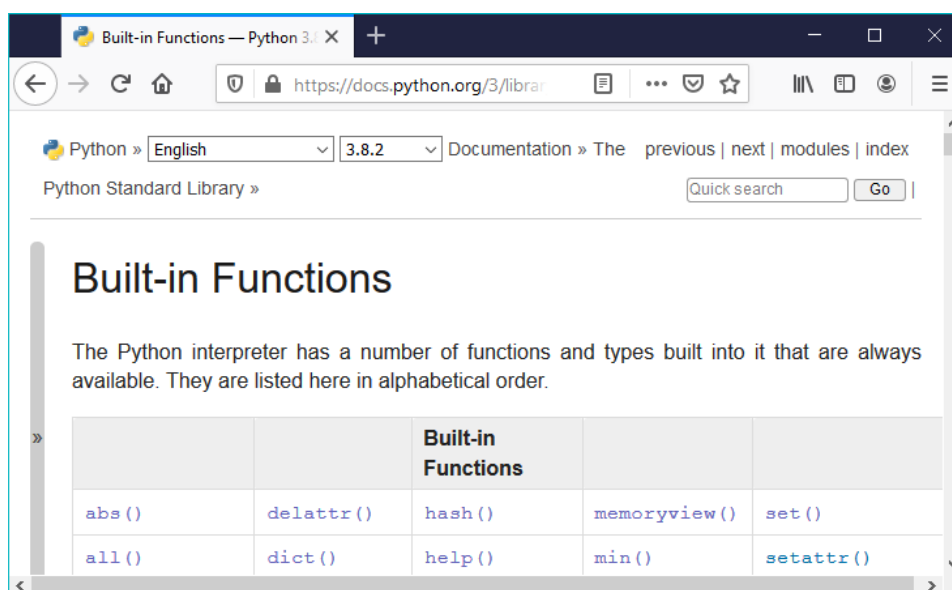 Built-in Functions — Python 3.8
https://docs.python.org/3/librar
Python » English 3.8.2 Documentation » The previous | next | modules | index
Python Standard Library » Quick search Go |
Built-in Functions
The Python interpreter has a number of functions and types built into it that are always
available. They are listed here in alphabetical order.
»
Built-in
Functions
abs() delattr() hash() memoryview() set()
all() dict() help() min() setattr()